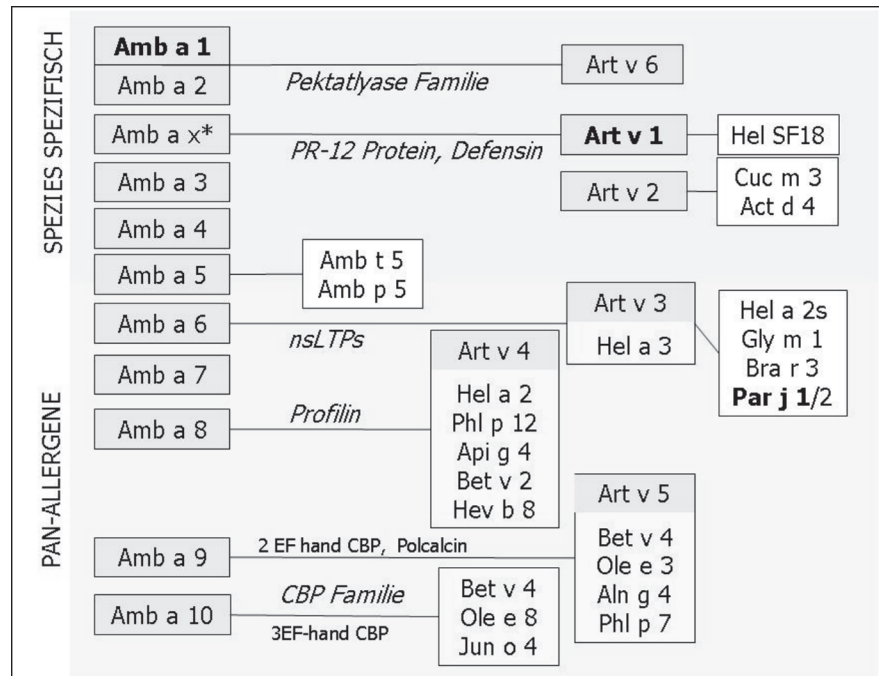 SPEZIES SPEZIFISCH
PAN-ALLERGENE
Amb a 1
Amb a 2
Pektatlyase Familie
Art v 6
Amb a x*
PR-12 Protein, Defensin
Art v 1
Hel SF18
Amb a 3
Art v 2
Cuc m 3
Act d 4
Amb a 4
Amb a 5
Amb t 5
Amb p 5
Amb a 6
nsLTPs
Art v 3
Hel a 3
Hel a 2s
Gly m 1
Bra r 3
Par j 1/2
Amb a 7
Amb a 8
Profilin
Art v 4
Hel a 2
Phl p 12
Api g 4
Bet v 2
Hev b 8
Amb a 9
2 EF hand CBP, Polcalcin
Art v 5
Bet v 4
Ole e 3
Aln g 4
Phl p 7
Amb a 10
CBP Familie
3EF-hand CBP
Bet v 4
Ole e 8
Jun o 4